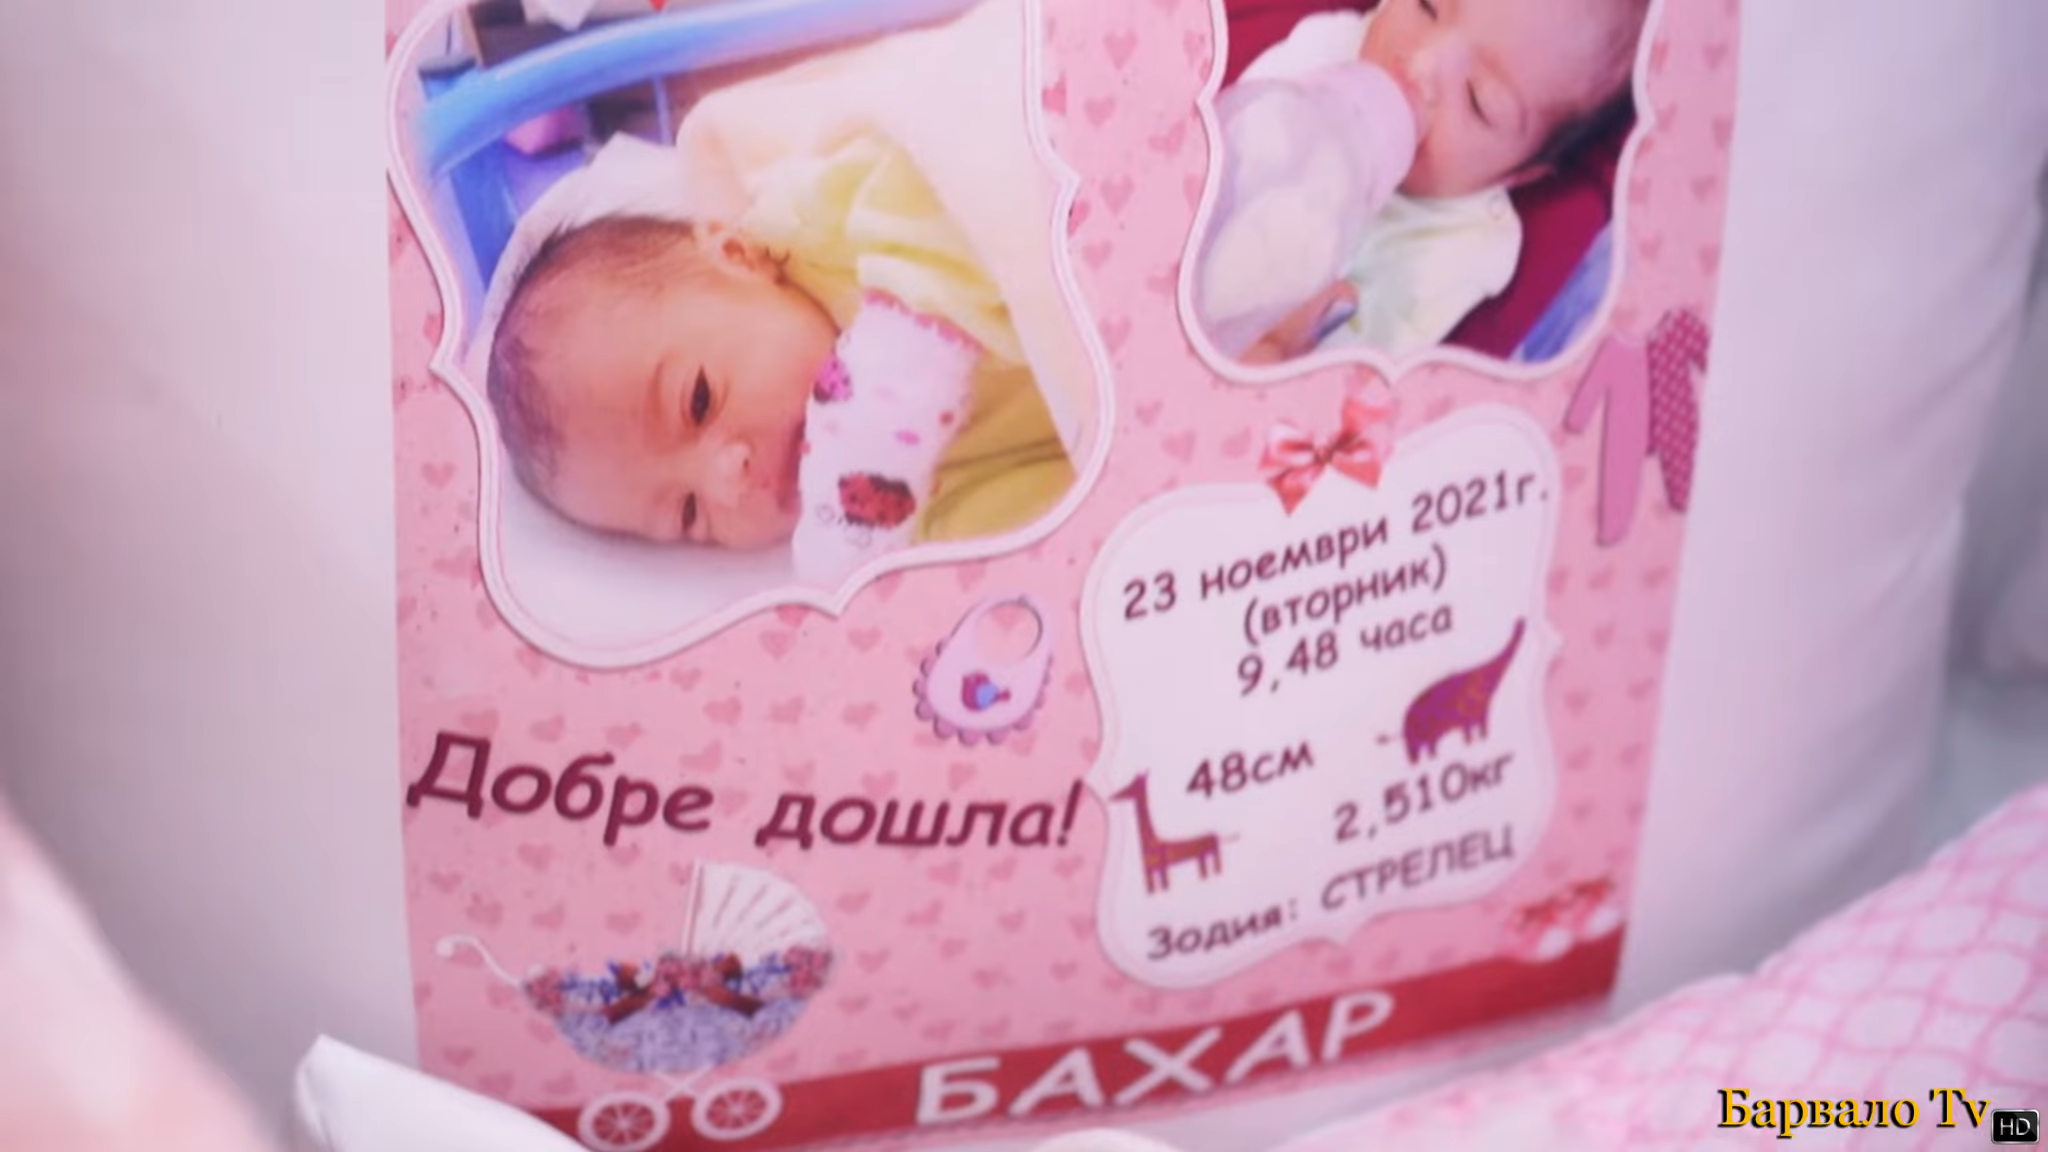 23 ноември 2021г.
(вторник)
9,48 часа
48см
2,510кг
Зодия: СТРЕЛЕЦ
Добре дошла!
БАХАР
Барвало Tv
HD